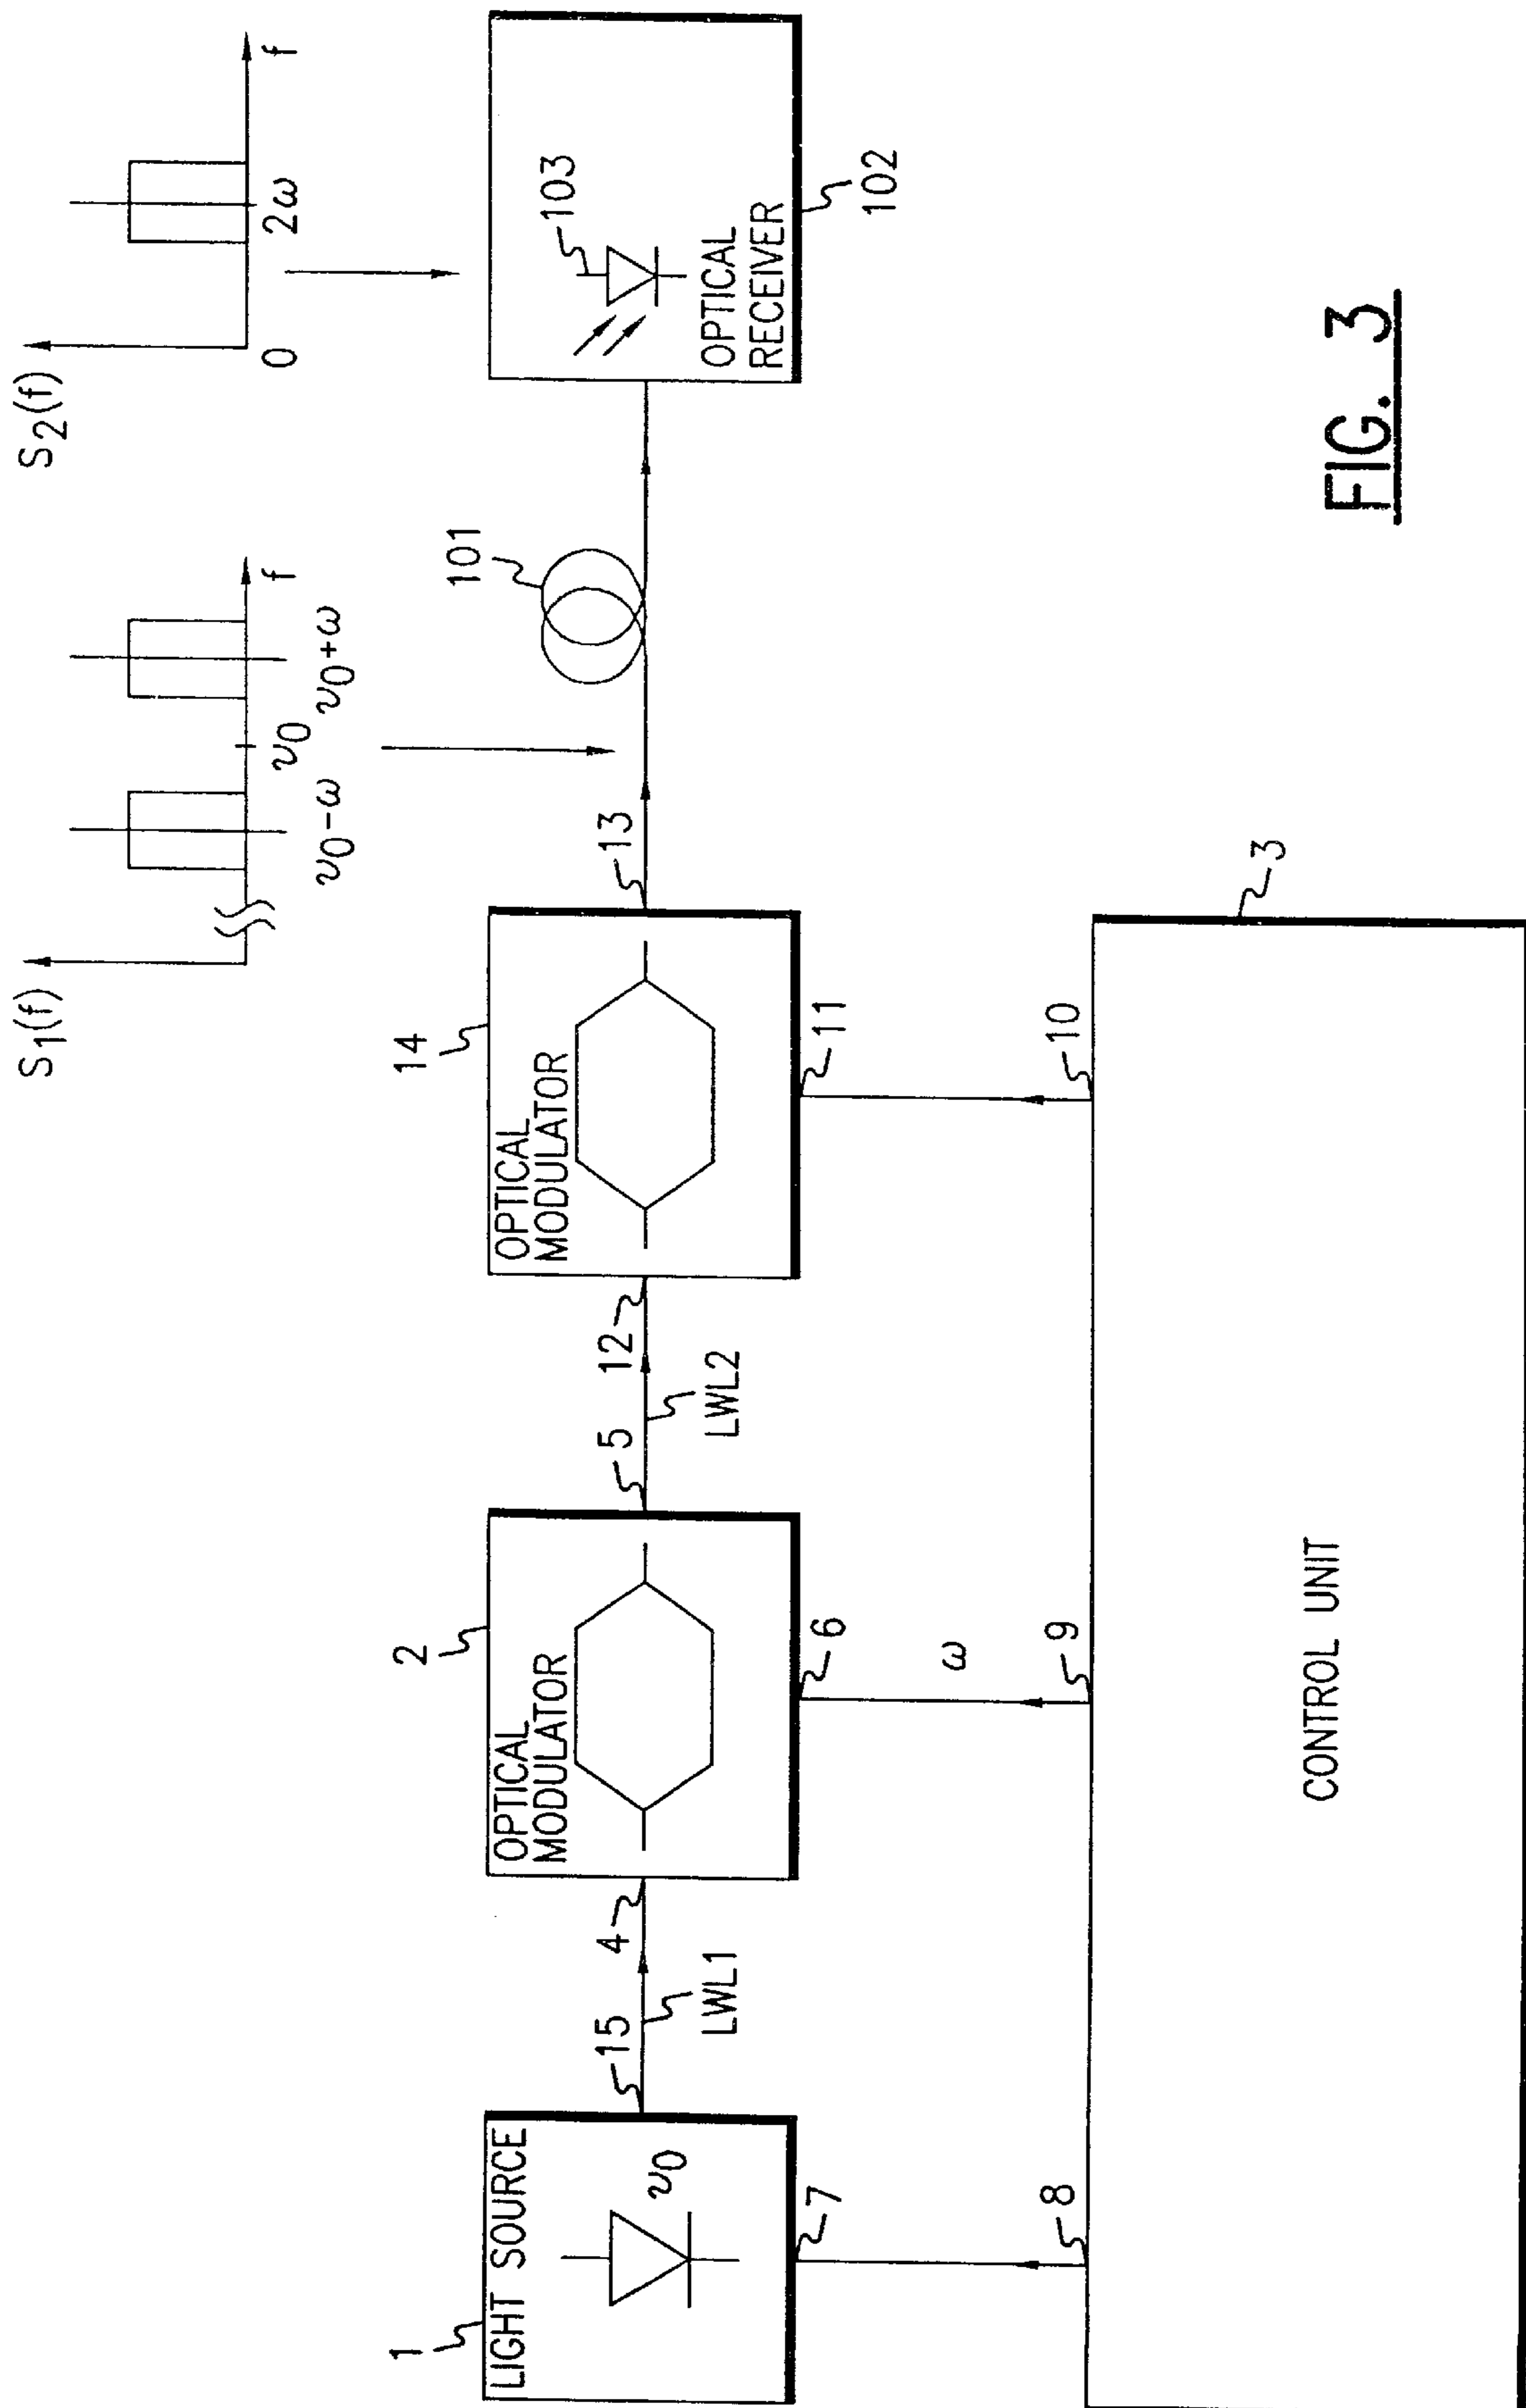 S1(f)
f
ν0-ω
ν0
ν0+ω
S2(f)
0
2ω
f
1
LIGHT SOURCE
ν0
15
LWL1
4
2
OPTICAL
MODULATOR
5
LWL2
12
14
OPTICAL
MODULATOR
13
101
103
OPTICAL
RECEIVER
102
7
6
11
ω
8
9
10
3
CONTROL UNIT
FIG. 3